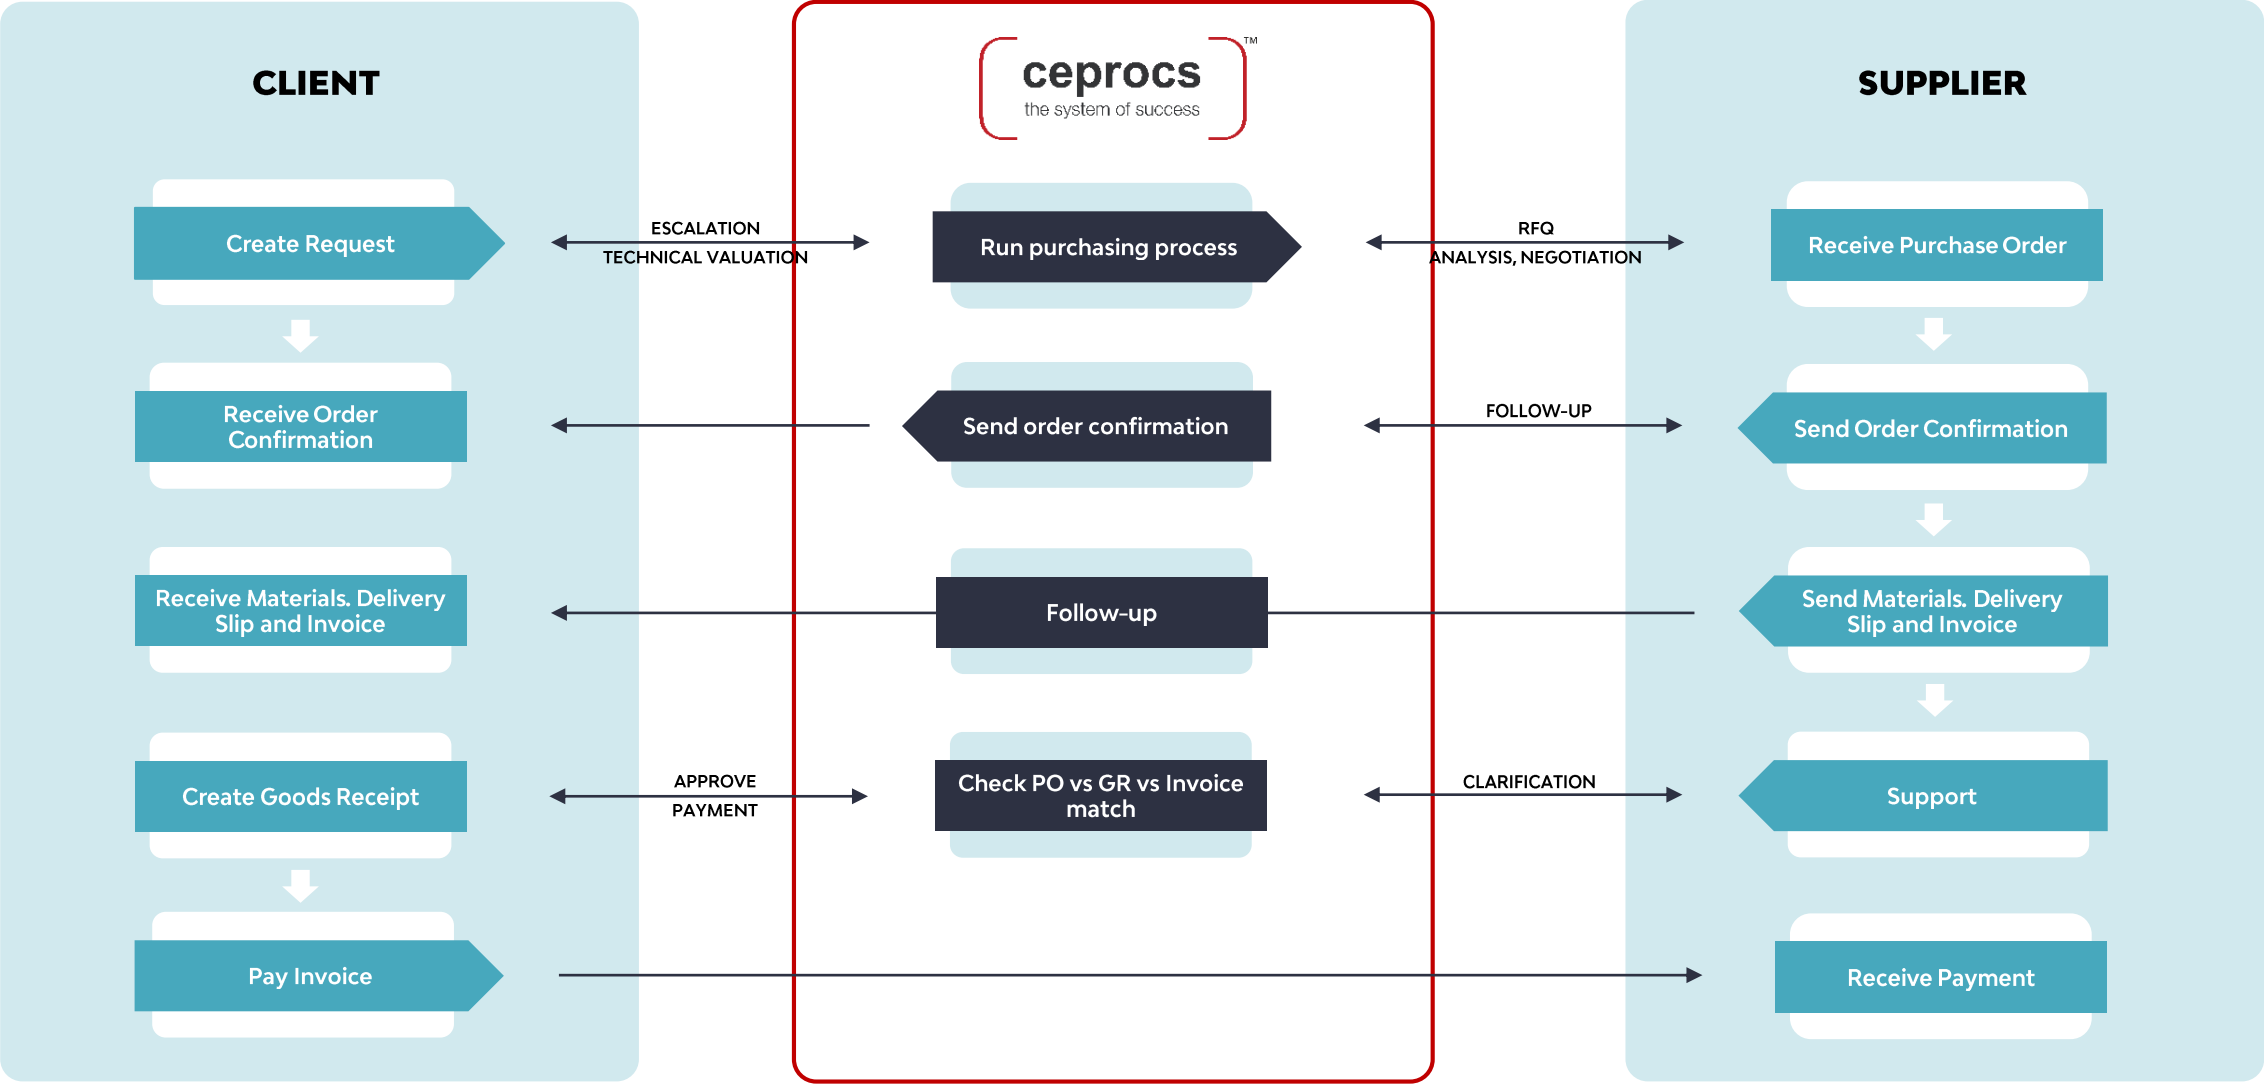 CLIENT
ceprocs
™
the system of success
SUPPLIER
Create Request
ESCALATION
TECHNICAL VALUATION
Run purchasing process
RFQ
ANALYSIS, NEGOTIATION
Receive Purchase Order
Receive Order
Confirmation
Send order confirmation
FOLLOW-UP
Send Order Confirmation
Receive Materials. Delivery
Slip and Invoice
Follow-up
Send Materials. Delivery
Slip and Invoice
Create Goods Receipt
APPROVE
PAYMENT
Check PO vs GR vs Invoice
match
CLARIFICATION
Support
Pay Invoice
Receive Payment